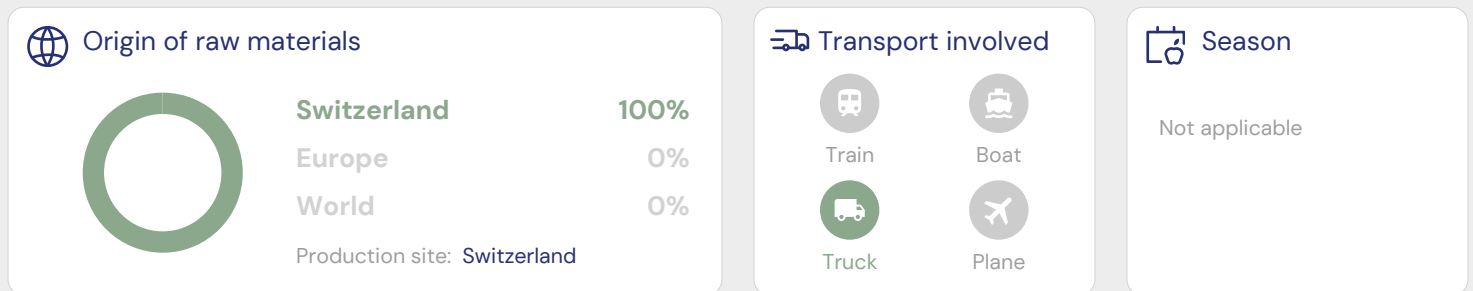 Origin of raw materials
Switzerland 100%
Europe 0%
World 0%
Production site: Switzerland
Transport involved
Train Boat
Truck Plane
Season
Not applicable